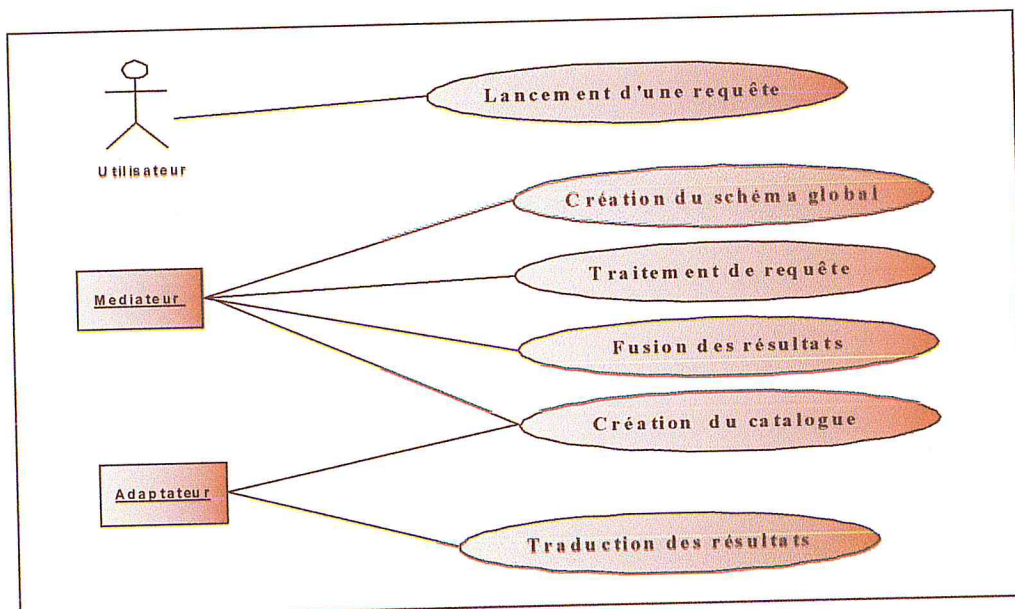 Lancement d'une requête
Utilisateur
Création du schéma global
Traitement de requête
Mediateur
Fusion des résultats
Création du catalogue
Adaptateur
Traduction des résultats